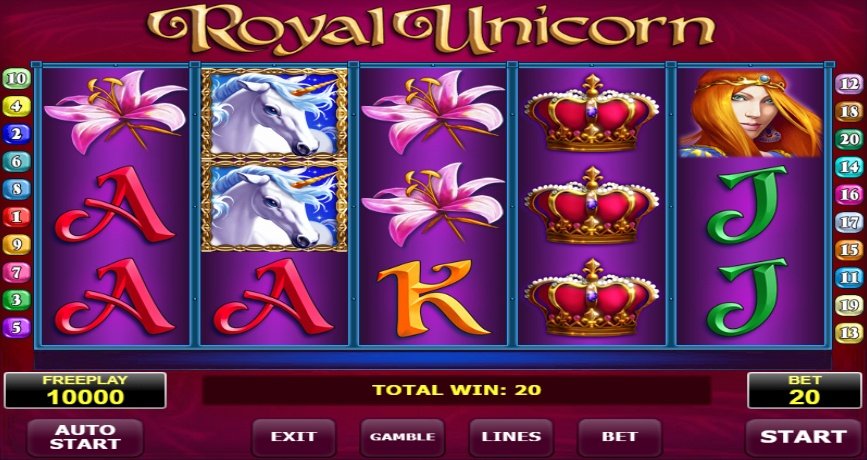 Royal Unicorn
10
4
2
6
8
1
9
7
3
5
A
A
A
K
J
J
12
18
20
14
16
17
15
11
19
13
FREEPLAY
10000
TOTAL WIN: 20
BET
20
AUTO
START
EXIT
GAMBLE
LINES
BET
START